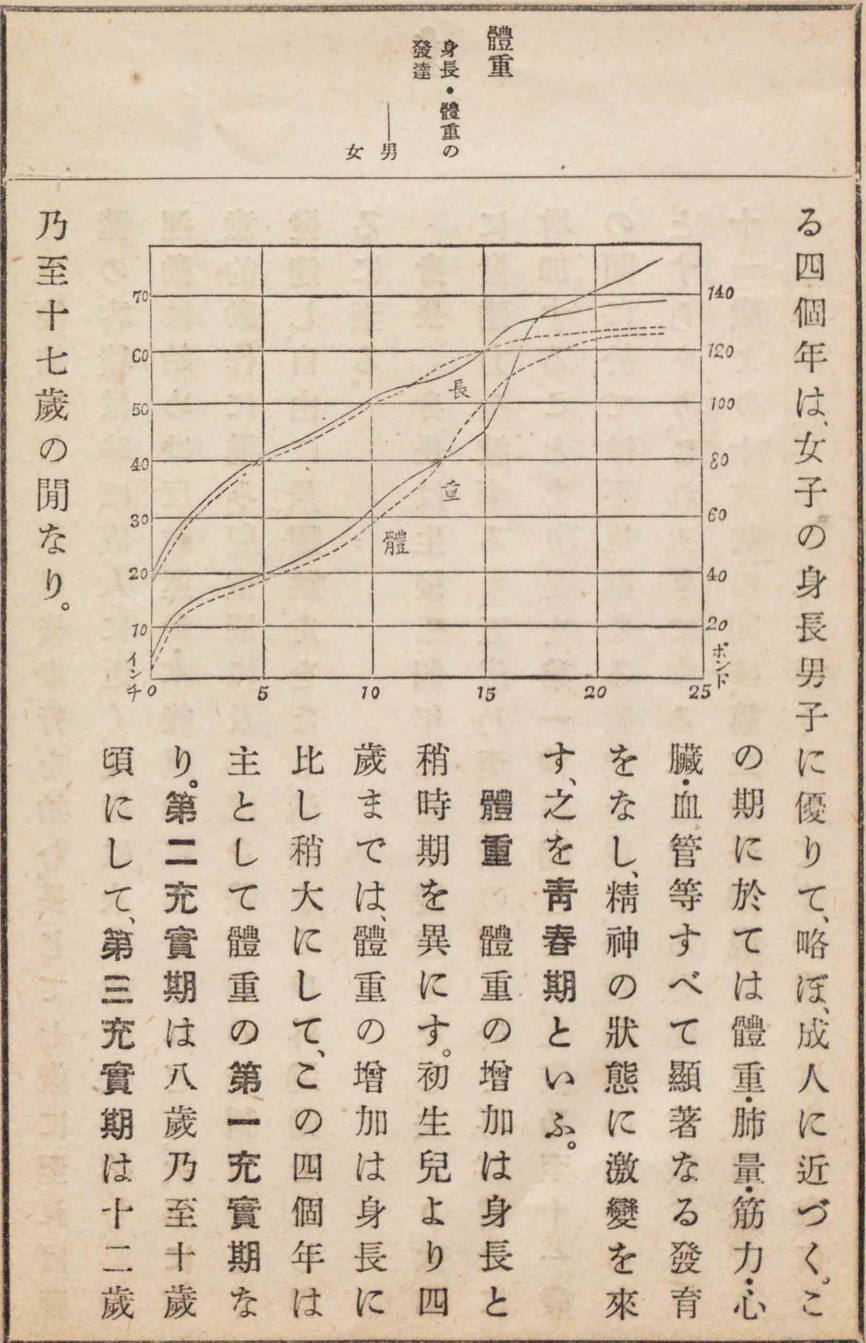 體重
身長・體重の
發達
──男
女
る四個年は、女子の身長男子に優りて、略ぼ、成人に近づく。こ
の期に於ては體重・肺量・筋力・心
臟・血管等すべて顯著なる發育
をなし、精神の狀態に激變を來
す、之を青春期といふ。
體重　體重の增加は身長と
稍時期を異にす。初生兒より四
歲までは、體重の增加は身長に
比し稍大にして、この四個年は
主として體重の第一充實期な
り。第二充實期は八歲乃至十歲
頃にして、第三充實期は十二歲
乃至十七歲の間なり。
70
60
50
40
30
20
10
インチ
140
120
100
80
60
40
20
ポンド
0 5 10 15 20 25
長
重
體